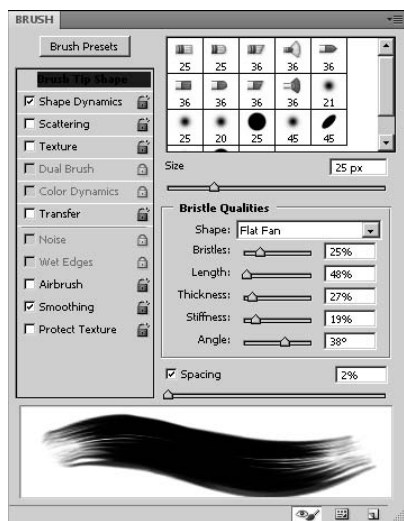 BRUSH
Brush Presets
Brush Tip Shape
Shape Dynamics
Scattering
Texture
Dual Brush
Color Dynamics
Transfer
Noise
Wet Edges
Airbrush
Smoothing
Protect Texture
25 25 36 36 36
36 36 36 36 21
25 20 25 45 45
Size 25 px
Bristle Qualities
Shape: Flat Fan
Bristles: 25%
Length: 48%
Thickness: 27%
Stiffness: 19%
Angle: 38°
Spacing 2%